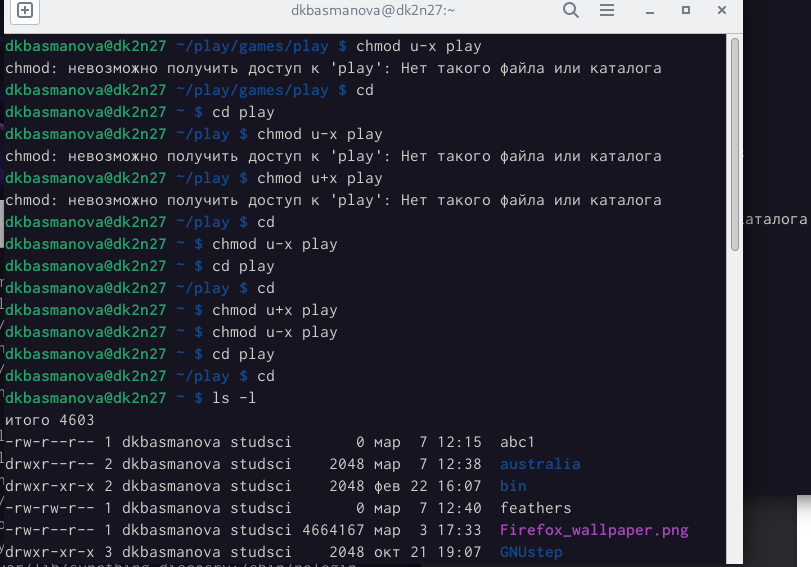 dkbasmanova@dk2n27:~
dkbasmanova@dk2n27 ~/play/games/play $ chmod u-x play
chmod: невозможно получить доступ к 'play': Нет такого файла или каталога
dkbasmanova@dk2n27 ~/play/games/play $ cd
dkbasmanova@dk2n27 ~ $ cd play
dkbasmanova@dk2n27 ~/play $ chmod u-x play
chmod: невозможно получить доступ к 'play': Нет такого файла или каталога
dkbasmanova@dk2n27 ~/play $ chmod u+x play
chmod: невозможно получить доступ к 'play': Нет такого файла или каталога
dkbasmanova@dk2n27 ~/play $ cd
каталога
dkbasmanova@dk2n27 ~ $ chmod u-x play
dkbasmanova@dk2n27 ~ $ cd play
dkbasmanova@dk2n27 ~/play $ cd
dkbasmanova@dk2n27 ~ $ chmod u+x play
dkbasmanova@dk2n27 ~ $ chmod u-x play
dkbasmanova@dk2n27 ~ $ cd play
dkbasmanova@dk2n27 ~/play $ cd
dkbasmanova@dk2n27 ~ $ ls -l
итого 4603
-rw-r--r-- 1 dkbasmanova studsci 0 мар 7 12:15 abc1
drwxr--r-- 2 dkbasmanova studsci 2048 мар 7 12:38 australia
drwxr-xr-x 2 dkbasmanova studsci 2048 фев 22 16:07 bin
-rw-rw-r-- 1 dkbasmanova studsci 0 мар 7 12:40 feathers
-rw-r--r-- 1 dkbasmanova studsci 4664167 мар 3 17:33 Firefox_wallpaper.png
drwxr-xr-x 3 dkbasmanova studsci 2048 окт 21 19:07 GNUstep